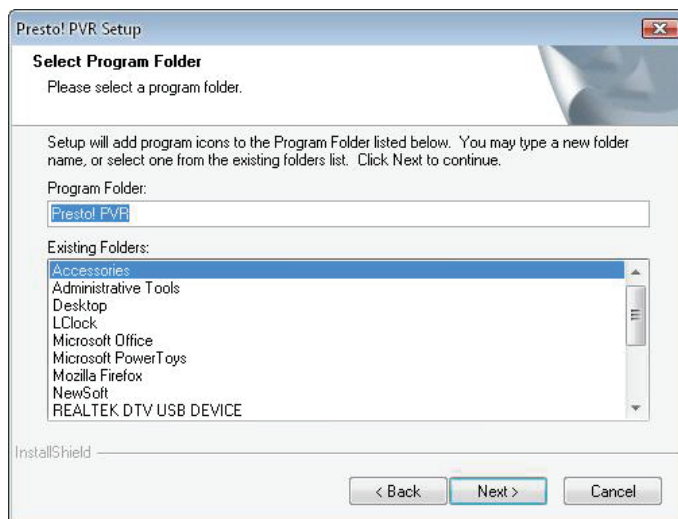 Presto! PVR Setup
Select Program Folder
Please select a program folder.
Setup will add program icons to the Program Folder listed below. You may type a new folder
name, or select one from the existing folders list. Click Next to continue.
Program Folder:
Presto! PVR
Existing Folders:
Accessories
Administrative Tools
Desktop
LClock
Microsoft Office
Microsoft PowerToys
Mozilla Firefox
NewSoft
REALTEK DTV USB DEVICE
InstallShield
< Back
Next >
Cancel